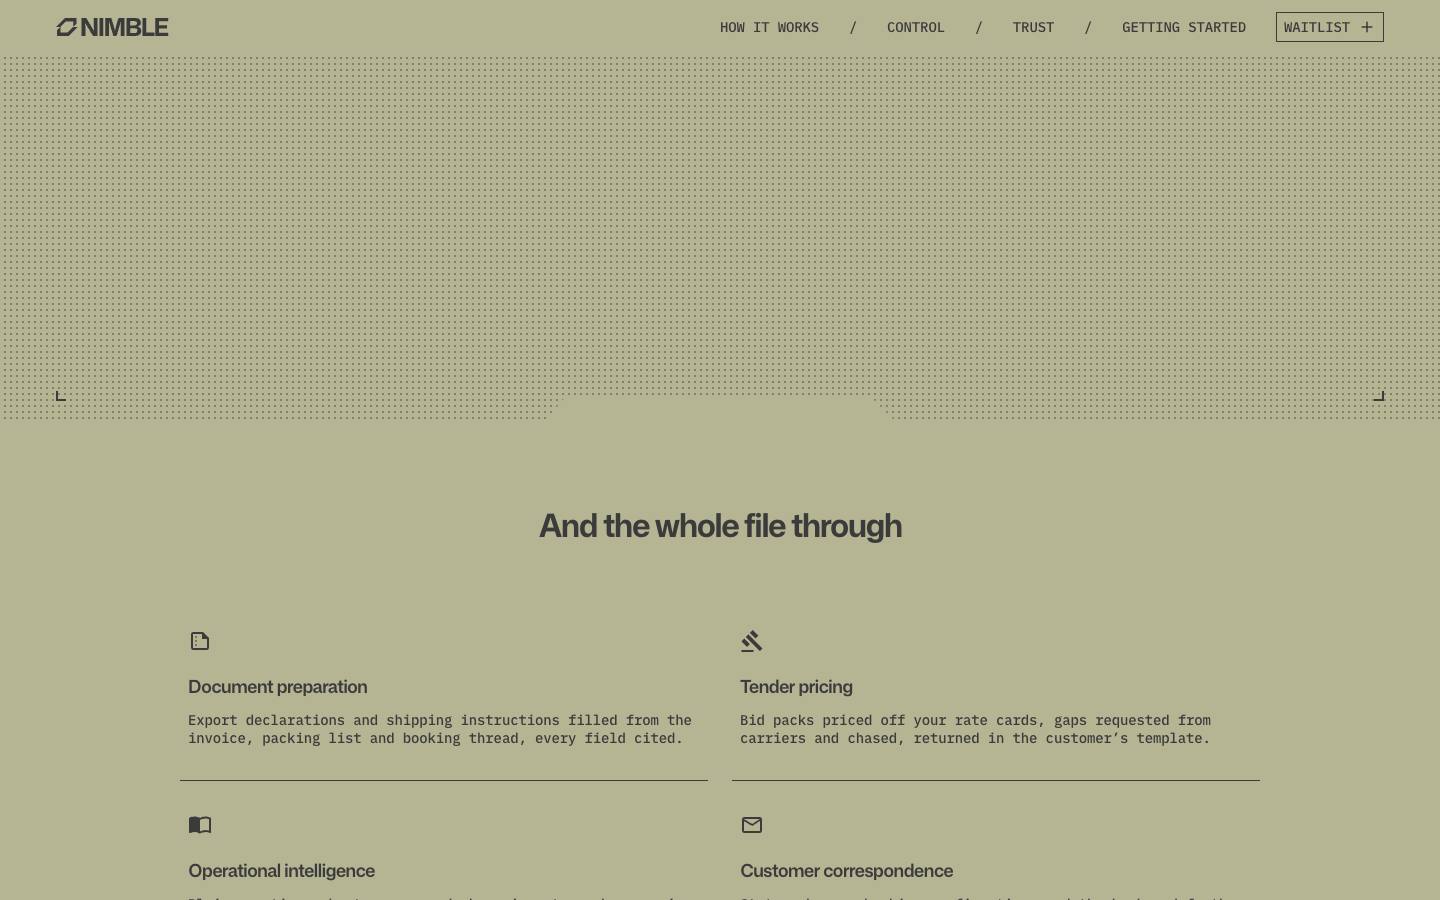 NIMBLE
HOW IT WORKS / CONTROL / TRUST / GETTING STARTED WAITLIST +
And the whole file through
Document preparation
Export declarations and shipping instructions filled from the
invoice, packing list and booking thread, every field cited.
Tender pricing
Bid packs priced off your rate cards, gaps requested from
carriers and chased, returned in the customer’s template.
Operational intelligence
Customer correspondence